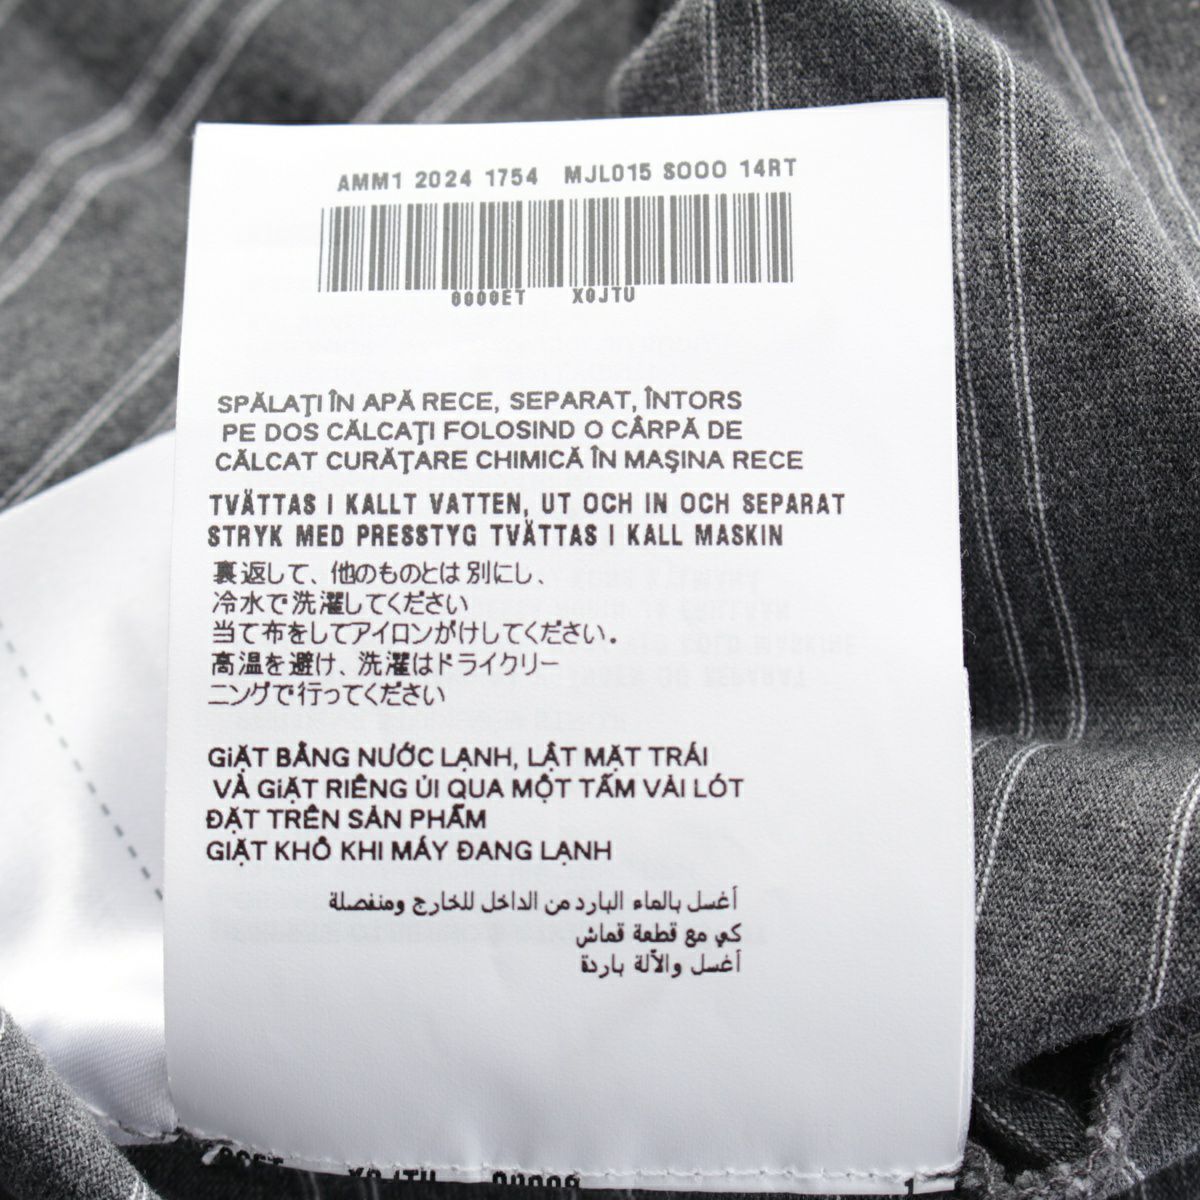 AMM1 2024 1754 MJL015 SOOO 14RT
0000ET X0JTU
SPĂLAŢI ÎN APĂ RECE, SEPARAT, ÎNTORS
PE DOS CĂLCAŢI FOLOSIND O CÂRPĂ DE
CĂLCAT CURĂŢARE CHIMICĂ ÎN MAŞINA RECE
TVÄTTAS I KALLT VATTEN, UT OCH IN OCH SEPARAT
STRYK MED PRESSTYG TVÄTTAS I KALL MASKIN
裏返して、他のものとは別にし、
冷水で洗濯してください
当て布をしてアイロンがけしてください。
高温を避け、洗濯はドライクリー
ニングで行ってください
GIẶT BẰNG NƯỚC LẠNH, LẬT MẶT TRÁI
VÀ GIẶT RIÊNG ỦI QUA MỘT TẤM VẢI LÓT
ĐẶT TRÊN SẢN PHẨM
GIẶT KHÔ KHI MÁY ĐANG LẠNH
أغسل بالماء البارد من الداخل للخارج ومنفصلة
كي مع قطعة قماش
أغسل والآلة باردة